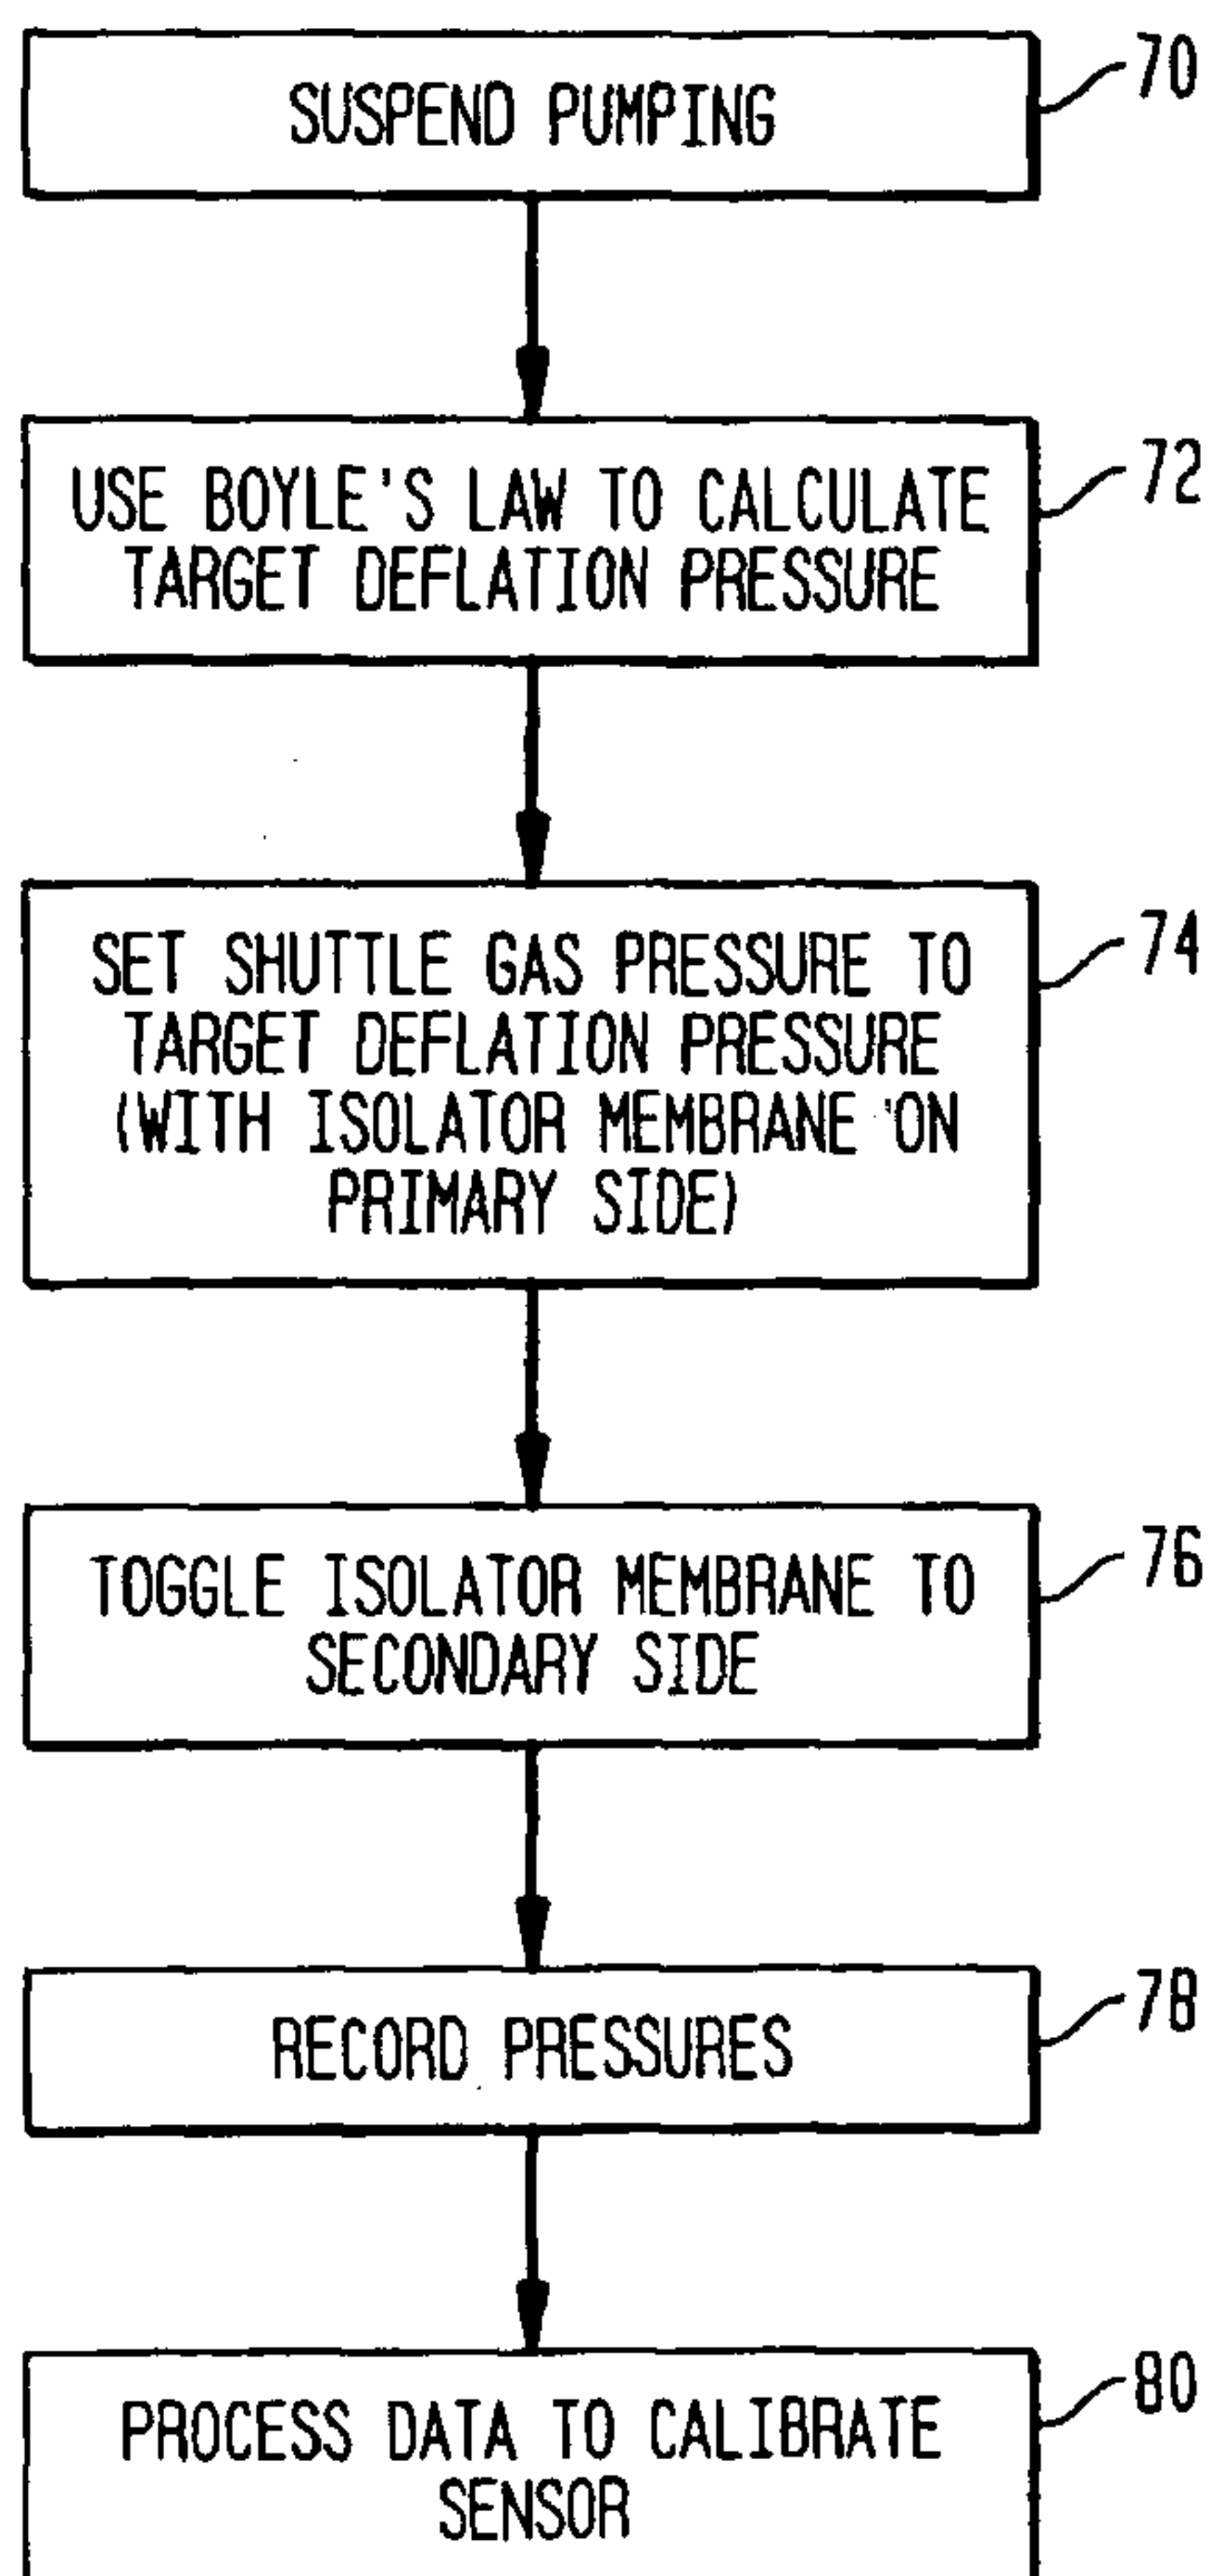 SUSPEND PUMPING
70
USE BOYLE'S LAW TO CALCULATE
TARGET DEFLATION PRESSURE
72
SET SHUTTLE GAS PRESSURE TO
TARGET DEFLATION PRESSURE
(WITH ISOLATOR MEMBRANE ON
PRIMARY SIDE)
74
TOGGLE ISOLATOR MEMBRANE TO
SECONDARY SIDE
76
RECORD PRESSURES
78
PROCESS DATA TO CALIBRATE
SENSOR
80